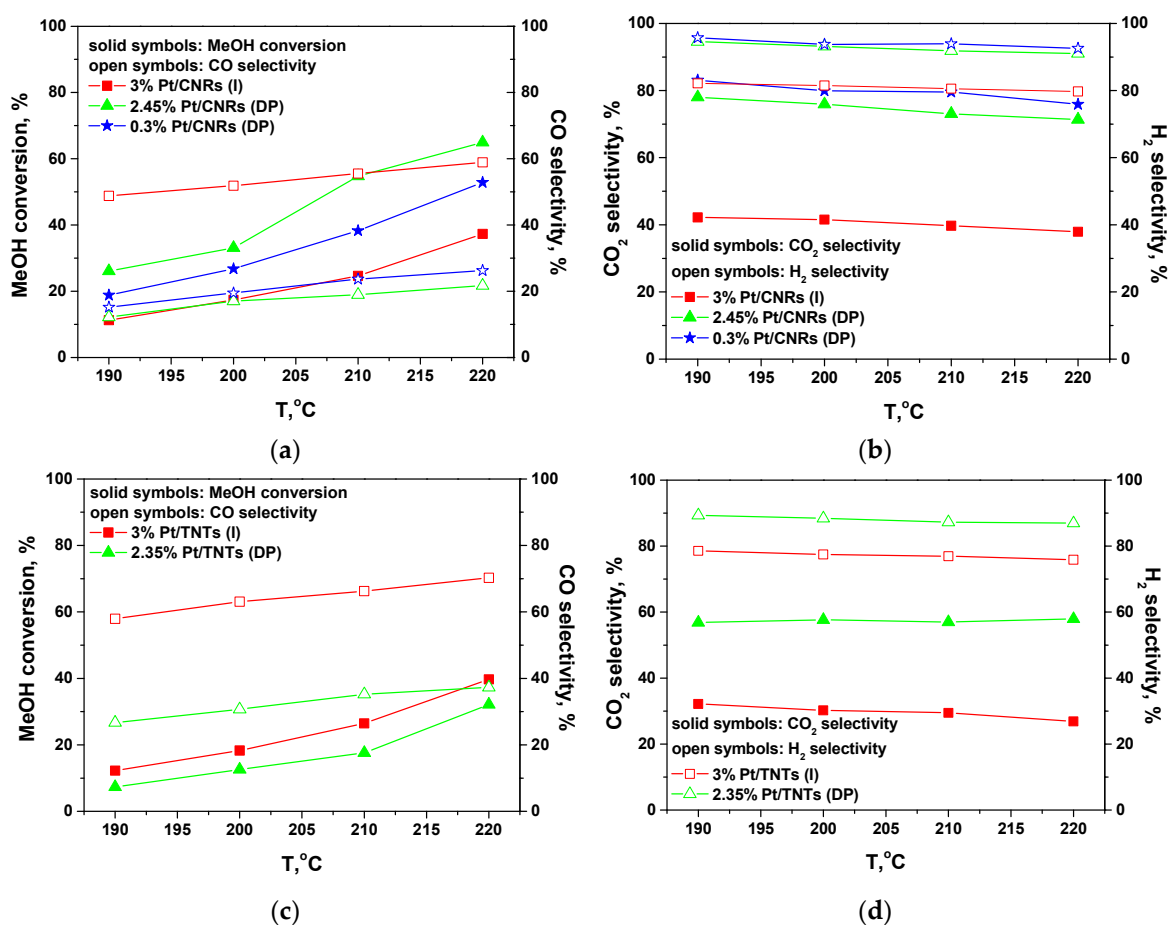 100
80
60
40
20
0
MeOH conversion, %
solid symbols: MeOH conversion
open symbols: CO selectivity
3% Pt/CNRs (I)
2.45% Pt/CNRs (DP)
0.3% Pt/CNRs (DP)
100
80
60
40
20
0
CO selectivity, %
190 195 200 205 210 215 220
T,°C
(a)
100
80
60
40
20
0
CO₂ selectivity, %
solid symbols: CO₂ selectivity
open symbols: H₂ selectivity
3% Pt/CNRs (I)
2.45% Pt/CNRs (DP)
0.3% Pt/CNRs (DP)
100
80
60
40
20
0
H₂ selectivity, %
190 195 200 205 210 215 220
T,°C
(b)
100
80
60
40
20
0
MeOH conversion, %
solid symbols: MeOH conversion
open symbols: CO selectivity
3% Pt/TNTs (I)
2.35% Pt/TNTs (DP)
100
80
60
40
20
0
CO selectivity, %
190 195 200 205 210 215 220
T,°C
(c)
100
80
60
40
20
0
CO₂ selectivity, %
solid symbols: CO₂ selectivity
open symbols: H₂ selectivity
3% Pt/TNTs (I)
2.35% Pt/TNTs (DP)
100
80
60
40
20
0
H₂ selectivity, %
190 195 200 205 210 215 220
T,°C
(d)